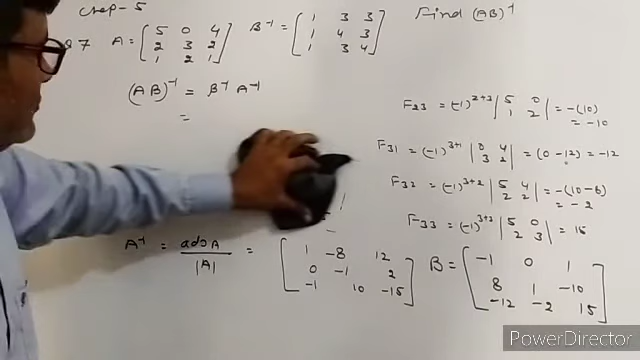 Chap-5
Q7 A = [ 5 0 4
2 3 2
1 2 1 ] B⁻¹ = [ 1 3 3
1 4 3
1 3 4 ] Find (AB)⁻¹
(AB)⁻¹ = B⁻¹ A⁻¹
=
F23 = (-1)²⁺³ | 5 0
1 2 | = -(10)
= -10
F31 = (-1)³⁺¹ | 0 4
3 2 | = (0-12) = -12
F32 = (-1)³⁺² | 5 4
2 2 | = -(10-8)
= -2
F33 = (-1)³⁺³ | 5 0
2 3 | = 15
A⁻¹ = adj A / |A| = [ 1 -8 12
0 -1 2
-1 10 -15 ]
B = [ -1 0 1
8 1 -10
-12 -2 15 ]
PowerDirector